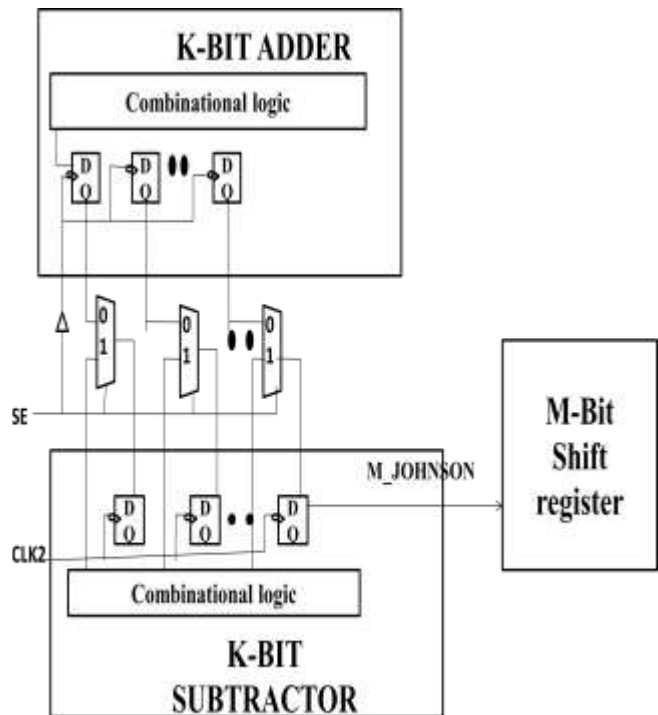 K-BIT ADDER
Combinational logic
D D D
Q Q Q
0 0 0
1 1 1
SE
M-Bit
Shift
register
M_JOHNSON
D D D
Q Q Q
CLK2
Combinational logic
K-BIT
SUBTRACTOR